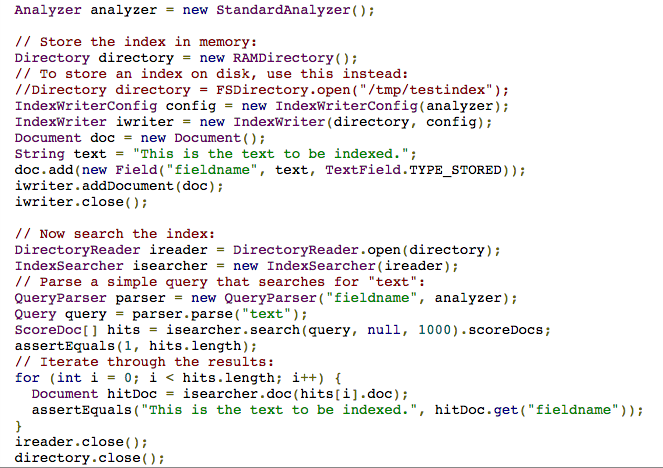 Analyzer analyzer = new StandardAnalyzer();

// Store the index in memory:
Directory directory = new RAMDirectory();
// To store an index on disk, use this instead:
//Directory directory = FSDirectory.open("/tmp/testindex");
IndexWriterConfig config = new IndexWriterConfig(analyzer);
IndexWriter iwriter = new IndexWriter(directory, config);
Document doc = new Document();
String text = "This is the text to be indexed.";
doc.add(new Field("fieldname", text, TextField.TYPE_STORED));
iwriter.addDocument(doc);
iwriter.close();

// Now search the index:
DirectoryReader ireader = DirectoryReader.open(directory);
IndexSearcher isearcher = new IndexSearcher(ireader);
// Parse a simple query that searches for "text":
QueryParser parser = new QueryParser("fieldname", analyzer);
Query query = parser.parse("text");
ScoreDoc[] hits = isearcher.search(query, null, 1000).scoreDocs;
assertEquals(1, hits.length);
// Iterate through the results:
for (int i = 0; i < hits.length; i++) {
  Document hitDoc = isearcher.doc(hits[i].doc);
  assertEquals("This is the text to be indexed.", hitDoc.get("fieldname"));
}
ireader.close();
directory.close();